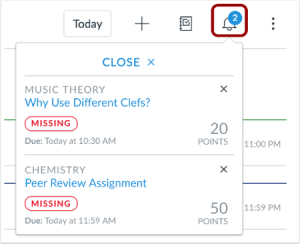 Today
2
CLOSE ×
MUSIC THEORY ×
Why Use Different Clefs?
MISSING
20
Due: Today at 10:30 AM
POINTS
11:00 PM
CHEMISTRY ×
Peer Review Assignment
MISSING
50
Due: Today at 11:59 AM
POINTS
11:59 PM